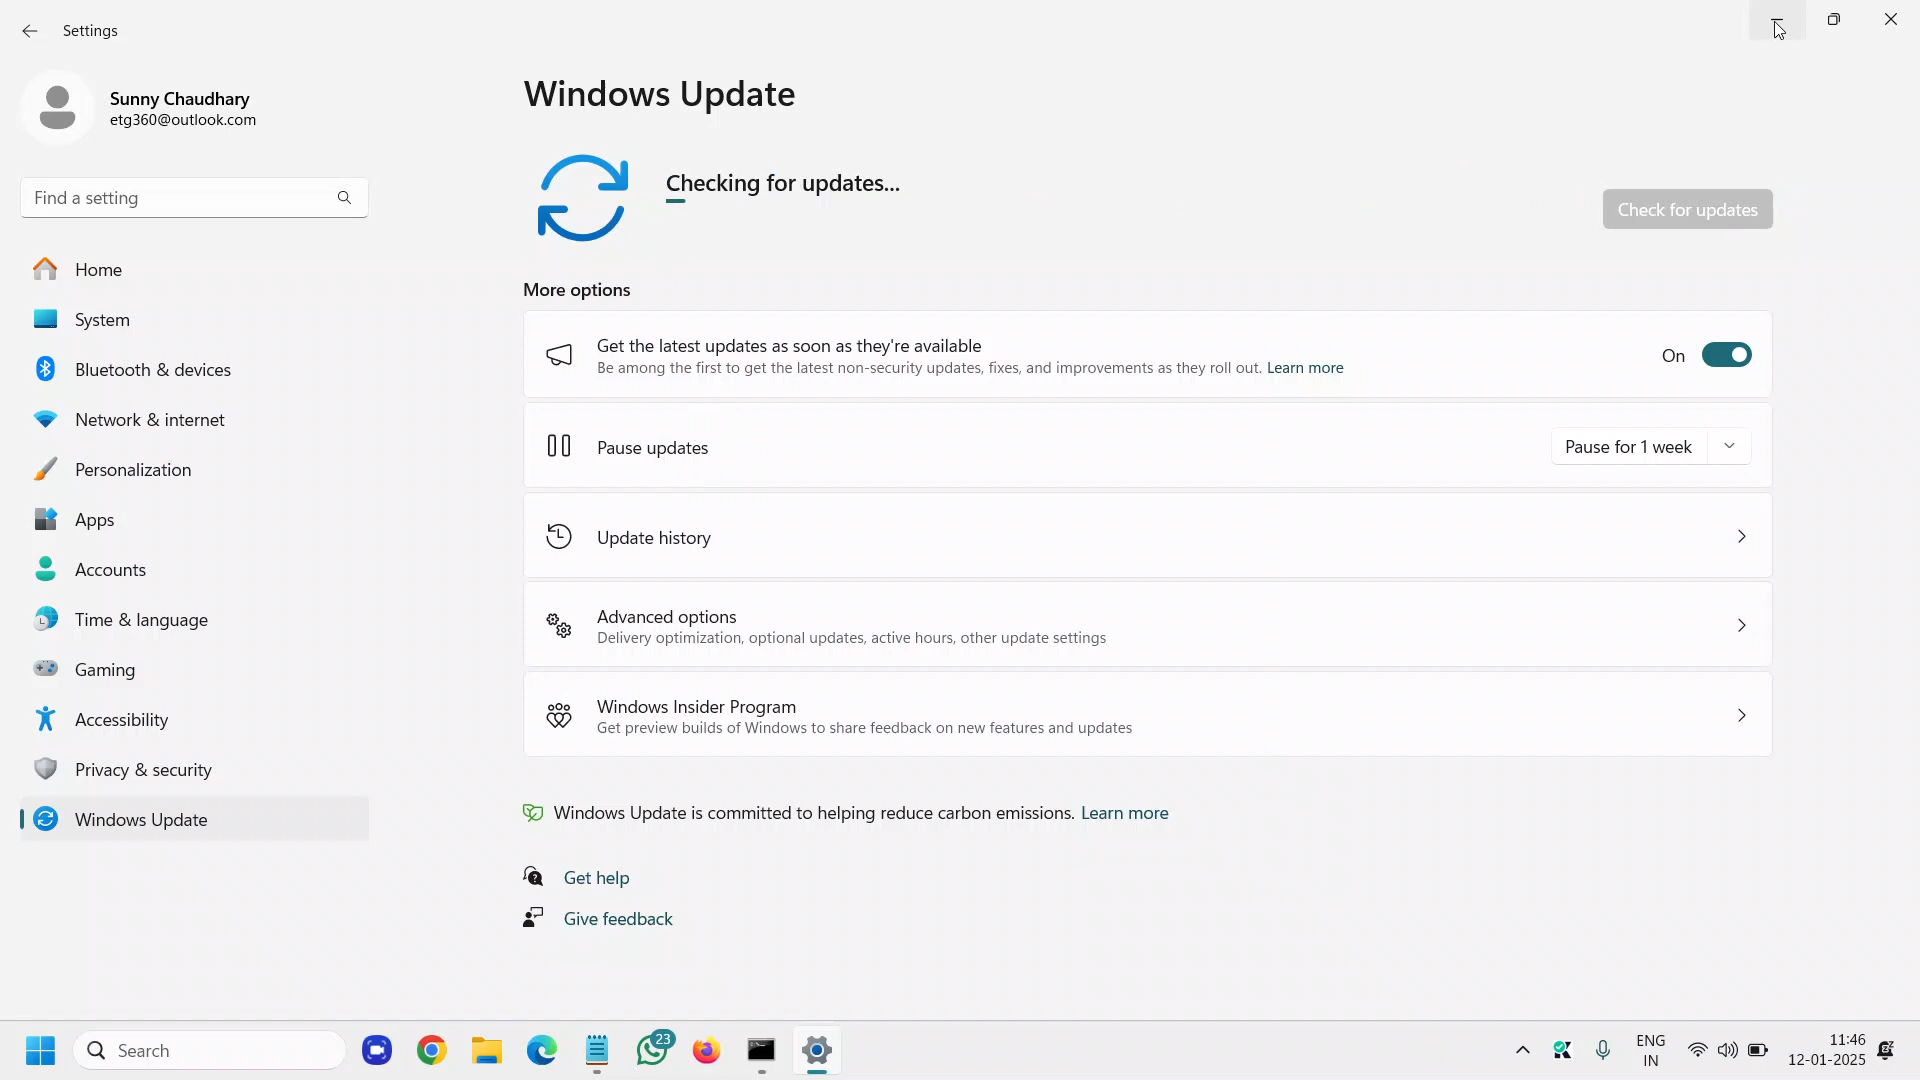 Settings
Sunny Chaudhary
etg360@outlook.com
Find a setting
Home
System
Bluetooth & devices
Network & internet
Personalization
Apps
Accounts
Time & language
Gaming
Accessibility
Privacy & security
Windows Update
Windows Update
Checking for updates...
Check for updates
More options
Get the latest updates as soon as they're available
Be among the first to get the latest non-security updates, fixes, and improvements as they roll out. Learn more
On
Pause updates
Pause for 1 week
Update history
Advanced options
Delivery optimization, optional updates, active hours, other update settings
Windows Insider Program
Get preview builds of Windows to share feedback on new features and updates
Windows Update is committed to helping reduce carbon emissions. Learn more
Get help
Give feedback
Search
23
ENG
IN
11:46
12-01-2025